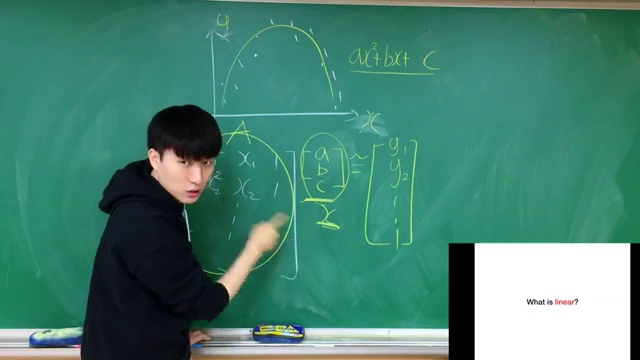 y
x
ax²+bx+ c
x
A
x₁ 1 a ≈ y₁
x₂ 1 b y₂
c
x
1
What is linear?